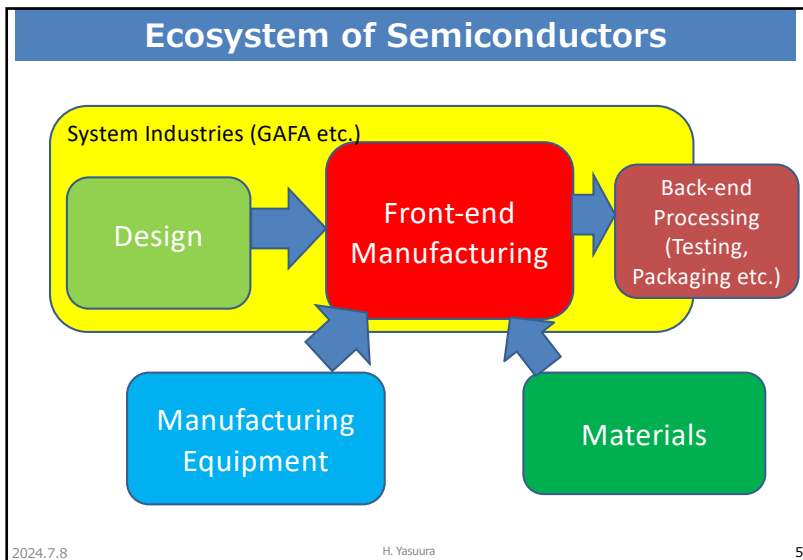 Ecosystem of Semiconductors
System Industries (GAFA etc.)
Design
Front-end
Manufacturing
Back-end
Processing
(Testing,
Packaging etc.)
Manufacturing
Equipment
Materials
2024.7.8
H. Yasuura
5